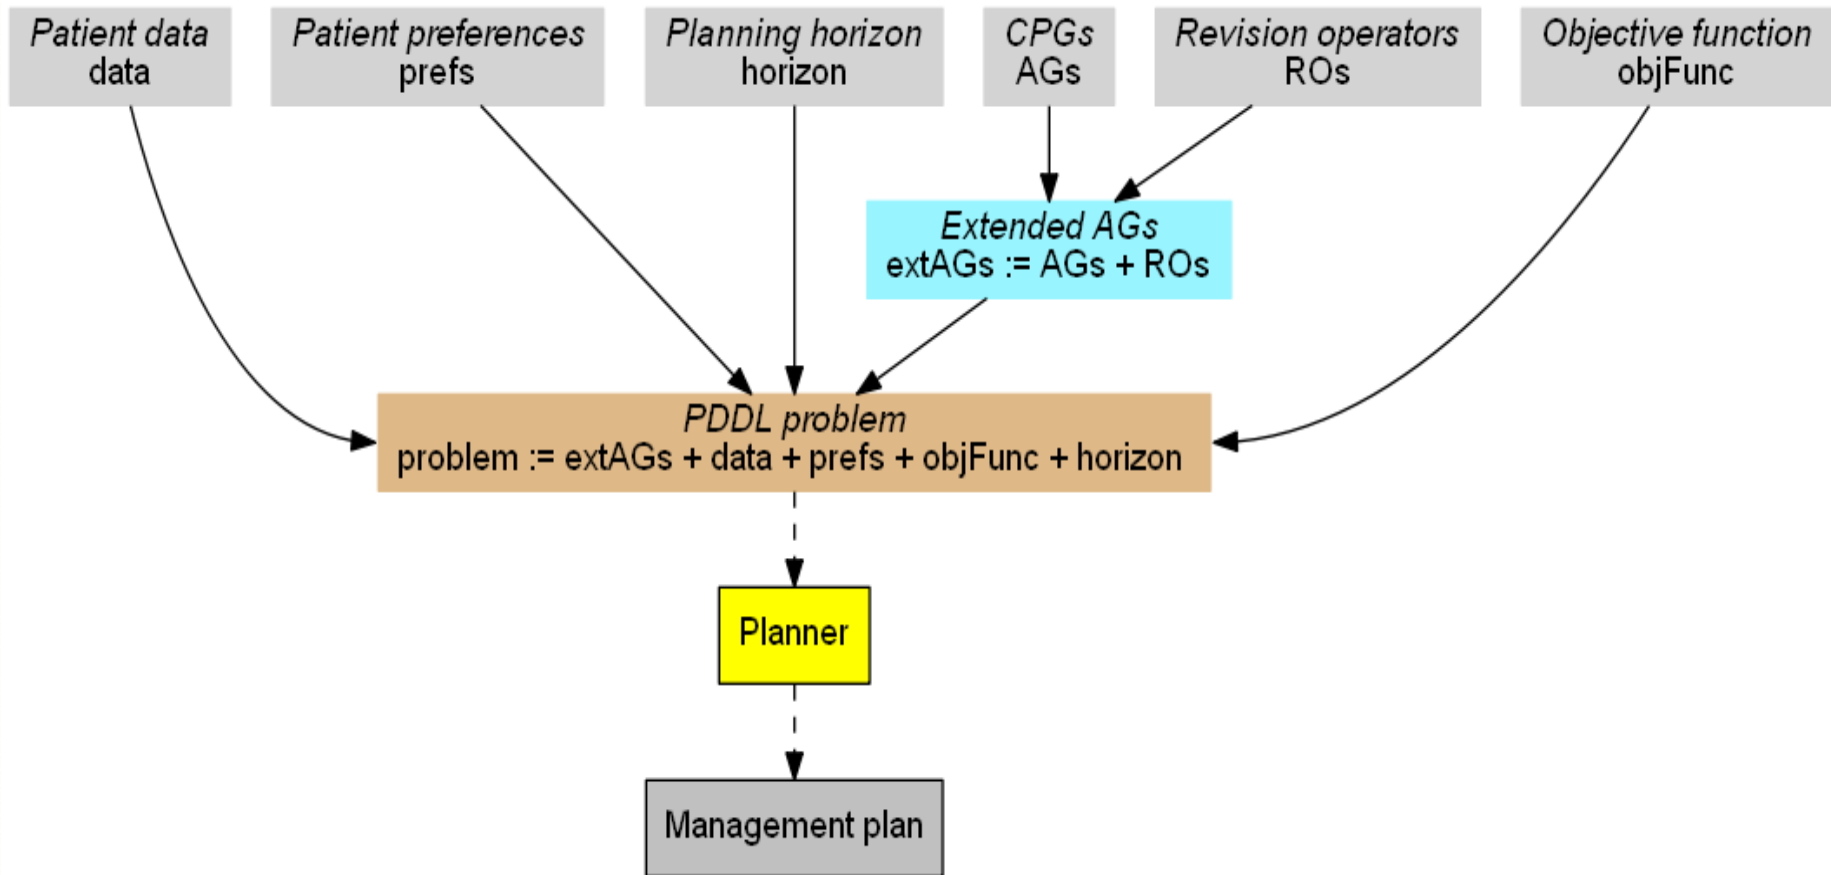 Patient data
data
Patient preferences
prefs
Planning horizon
horizon
CPGs
AGs
Revision operators
ROs
Objective function
objFunc
Extended AGs
extAGs := AGs + ROs
PDDL problem
problem := extAGs + data + prefs + objFunc + horizon
Planner
Management plan